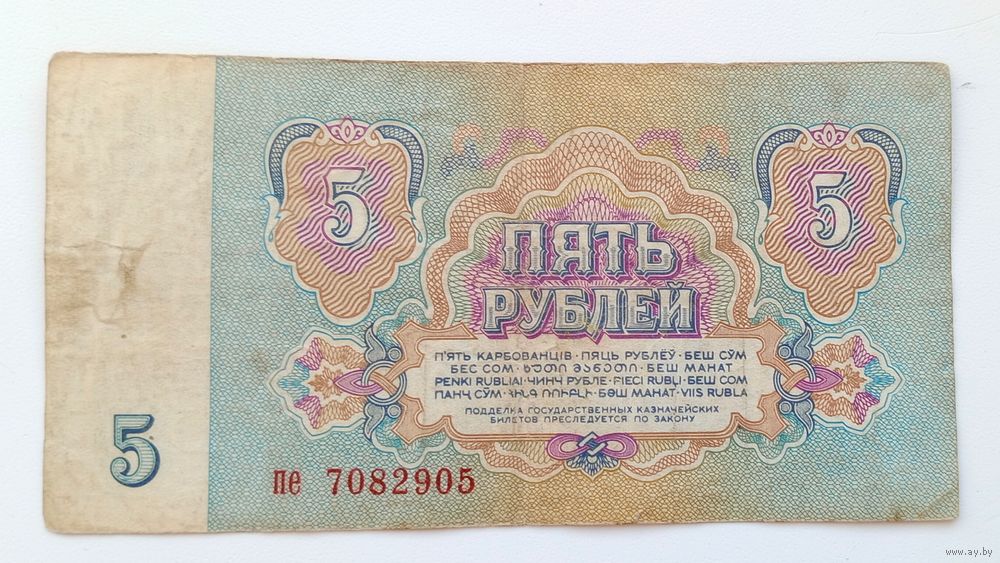 5 5
ПЯТЬ
РУБЛЕЙ
П'ЯТЬ КАРБОВАНЦІВ · ПЯЦЬ РУБЛЁЎ · БЕШ СЎМ
БЕС СОМ · ხუთი მანეთი · БЕШ МАНАТ
PENKI RUBLIAI · ЧИНЧ РУБЛЕ · PIECI RUBĻI · БЕШ СОМ
ПАНҶ СЎМ · ՀԻՆԳ ՌՈՒԲԼԻ · БӘШ МАНАТ · VIIS RUBLA
ПОДДЕЛКА ГОСУДАРСТВЕННЫХ КАЗНАЧЕЙСКИХ
БИЛЕТОВ ПРЕСЛЕДУЕТСЯ ПО ЗАКОНУ
5
пе 7082905
www.ay.by